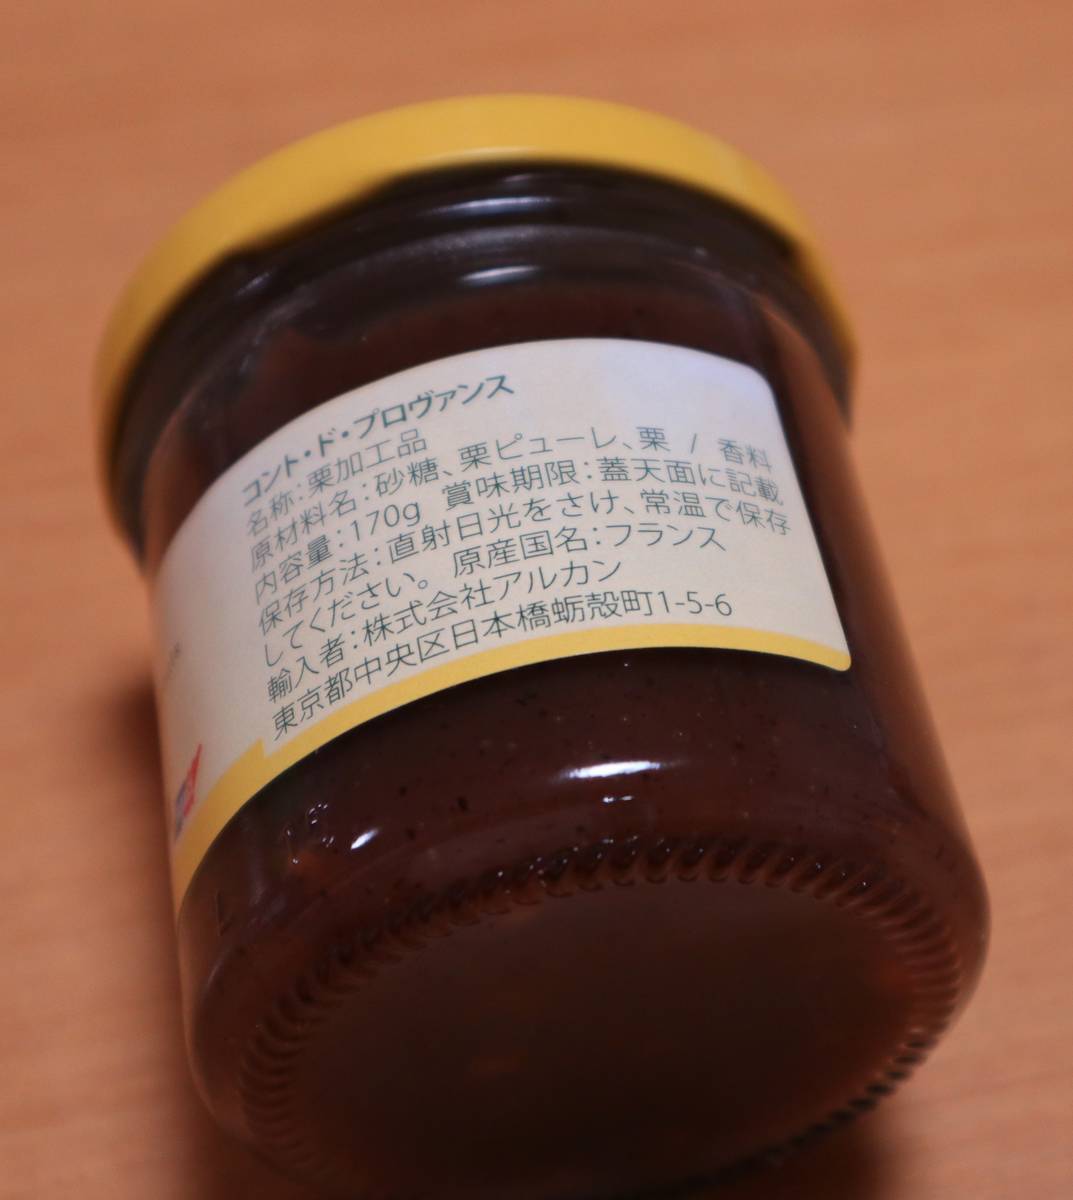 コント・ド・プロヴァンス
名称:栗加工品
原材料名:砂糖、栗ピューレ、栗 / 香料
内容量:170g 賞味期限:蓋天面に記載
保存方法:直射日光をさけ、常温で保存
してください。 原産国名:フランス
輸入者:株式会社アルカン
東京都中央区日本橋蛎殻町1-5-6